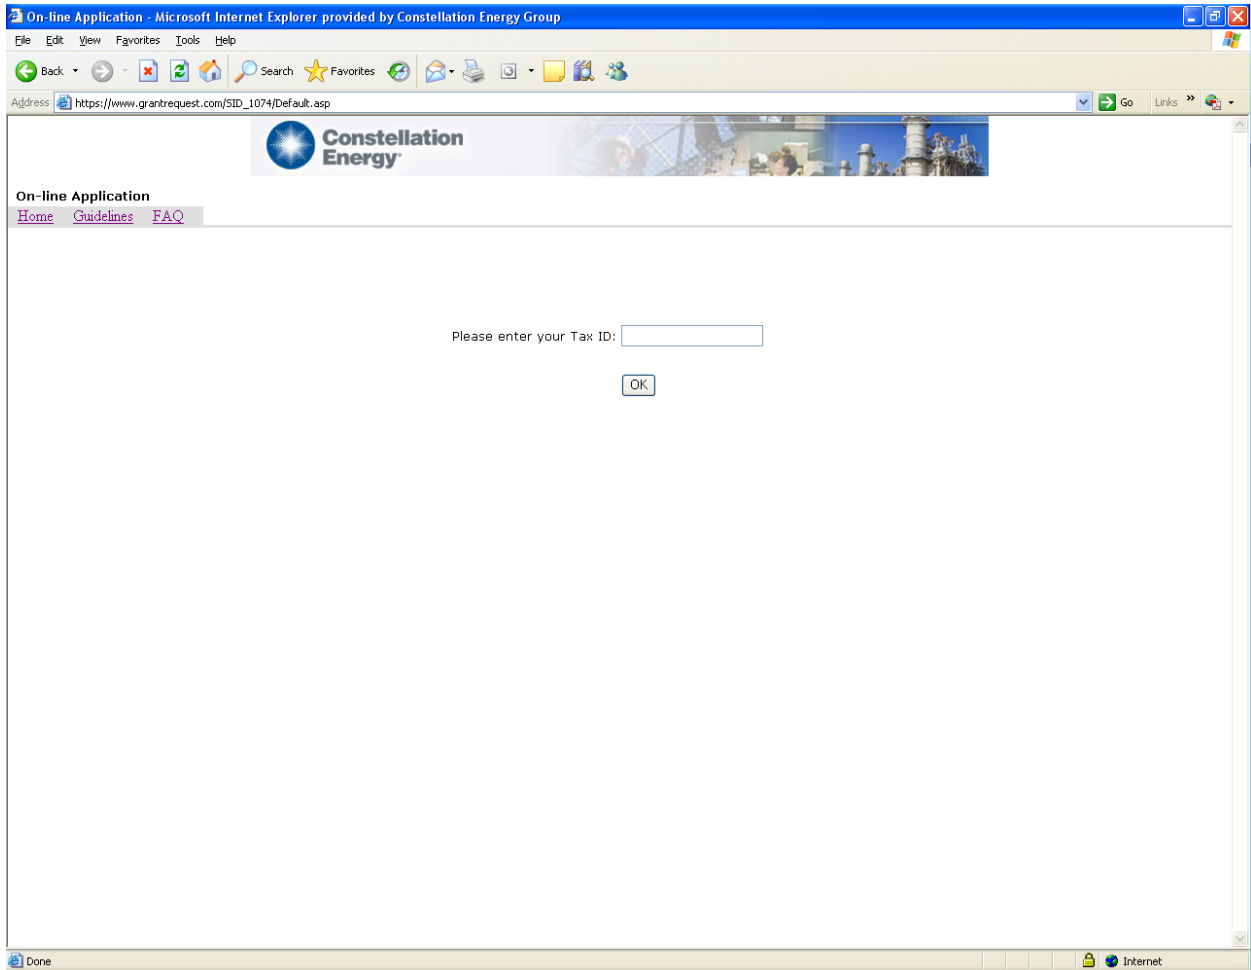 On-line Application - Microsoft Internet Explorer provided by Constellation Energy Group
File Edit View Favorites Tools Help
Back Search Favorites
Address https://www.grantrequest.com/SID_1074/Default.asp Go Links »
Constellation
Energy
On-line Application
Home Guidelines FAQ
Please enter your Tax ID:
OK
Done Internet